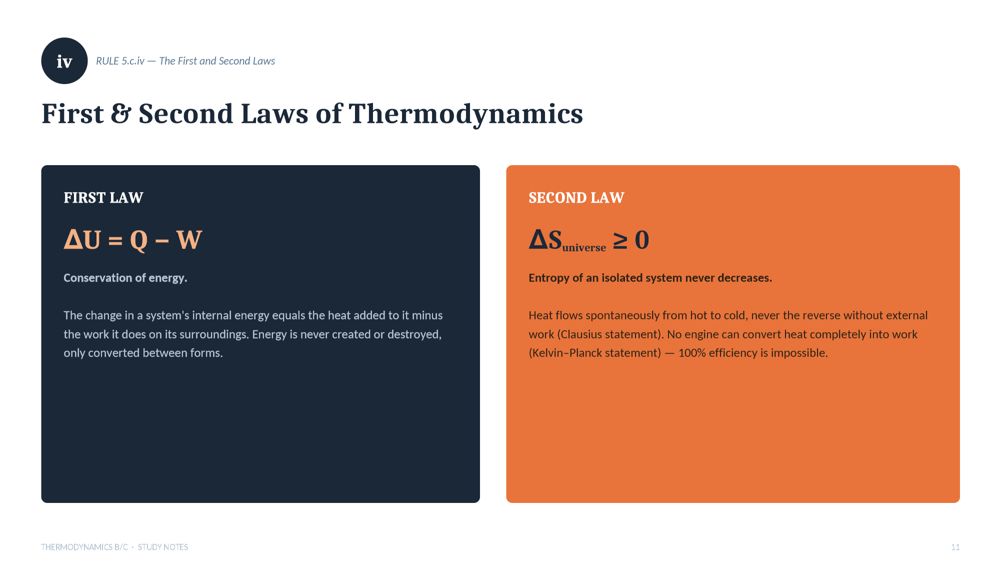 iv
RULE 5.c.iv — The First and Second Laws
First & Second Laws of Thermodynamics
FIRST LAW
ΔU = Q − W
Conservation of energy.
The change in a system's internal energy equals the heat added to it minus
the work it does on its surroundings. Energy is never created or destroyed,
only converted between forms.
SECOND LAW
ΔSuniverse ≥ 0
Entropy of an isolated system never decreases.
Heat flows spontaneously from hot to cold, never the reverse without external
work (Clausius statement). No engine can convert heat completely into work
(Kelvin–Planck statement) — 100% efficiency is impossible.
THERMODYNAMICS B/C · STUDY NOTES
11